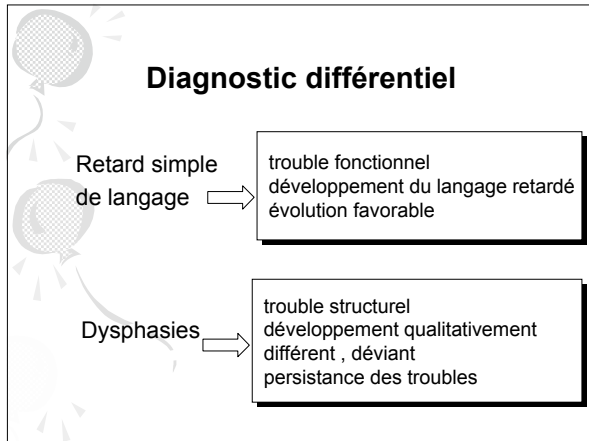 Diagnostic différentiel
Retard simple
de langage
trouble fonctionnel
développement du langage retardé
évolution favorable
Dysphasies
trouble structurel
développement qualitativement
différent , déviant
persistance des troubles